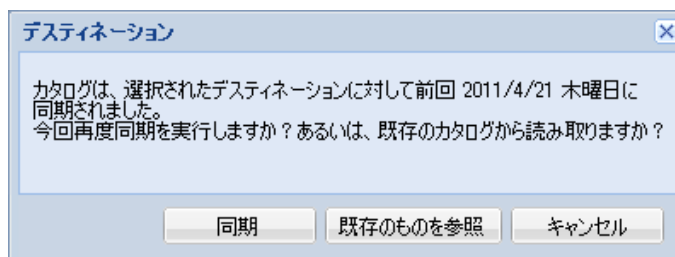 デスティネーション
カタログは、選択されたデスティネーションに対して前回 2011/4/21 木曜日に
同期されました。
今回再度同期を実行しますか？あるいは、既存のカタログから読み取りますか？
同期 既存のものを参照 キャンセル